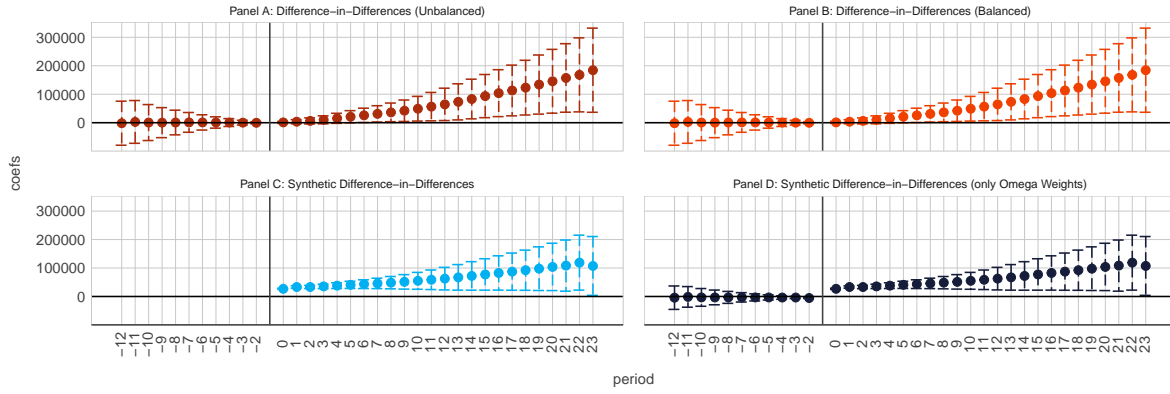 Panel A: Difference−in−Differences (Unbalanced)
Panel B: Difference−in−Differences (Balanced)
300000
200000
100000
0
coefs
Panel C: Synthetic Difference−in−Differences
Panel D: Synthetic Difference−in−Differences (only Omega Weights)
300000
200000
100000
0
−12 −11 −10 −9 −8 −7 −6 −5 −4 −3 −2 0 1 2 3 4 5 6 7 8 9 10 11 12 13 14 15 16 17 18 19 20 21 22 23
−12 −11 −10 −9 −8 −7 −6 −5 −4 −3 −2 0 1 2 3 4 5 6 7 8 9 10 11 12 13 14 15 16 17 18 19 20 21 22 23
period